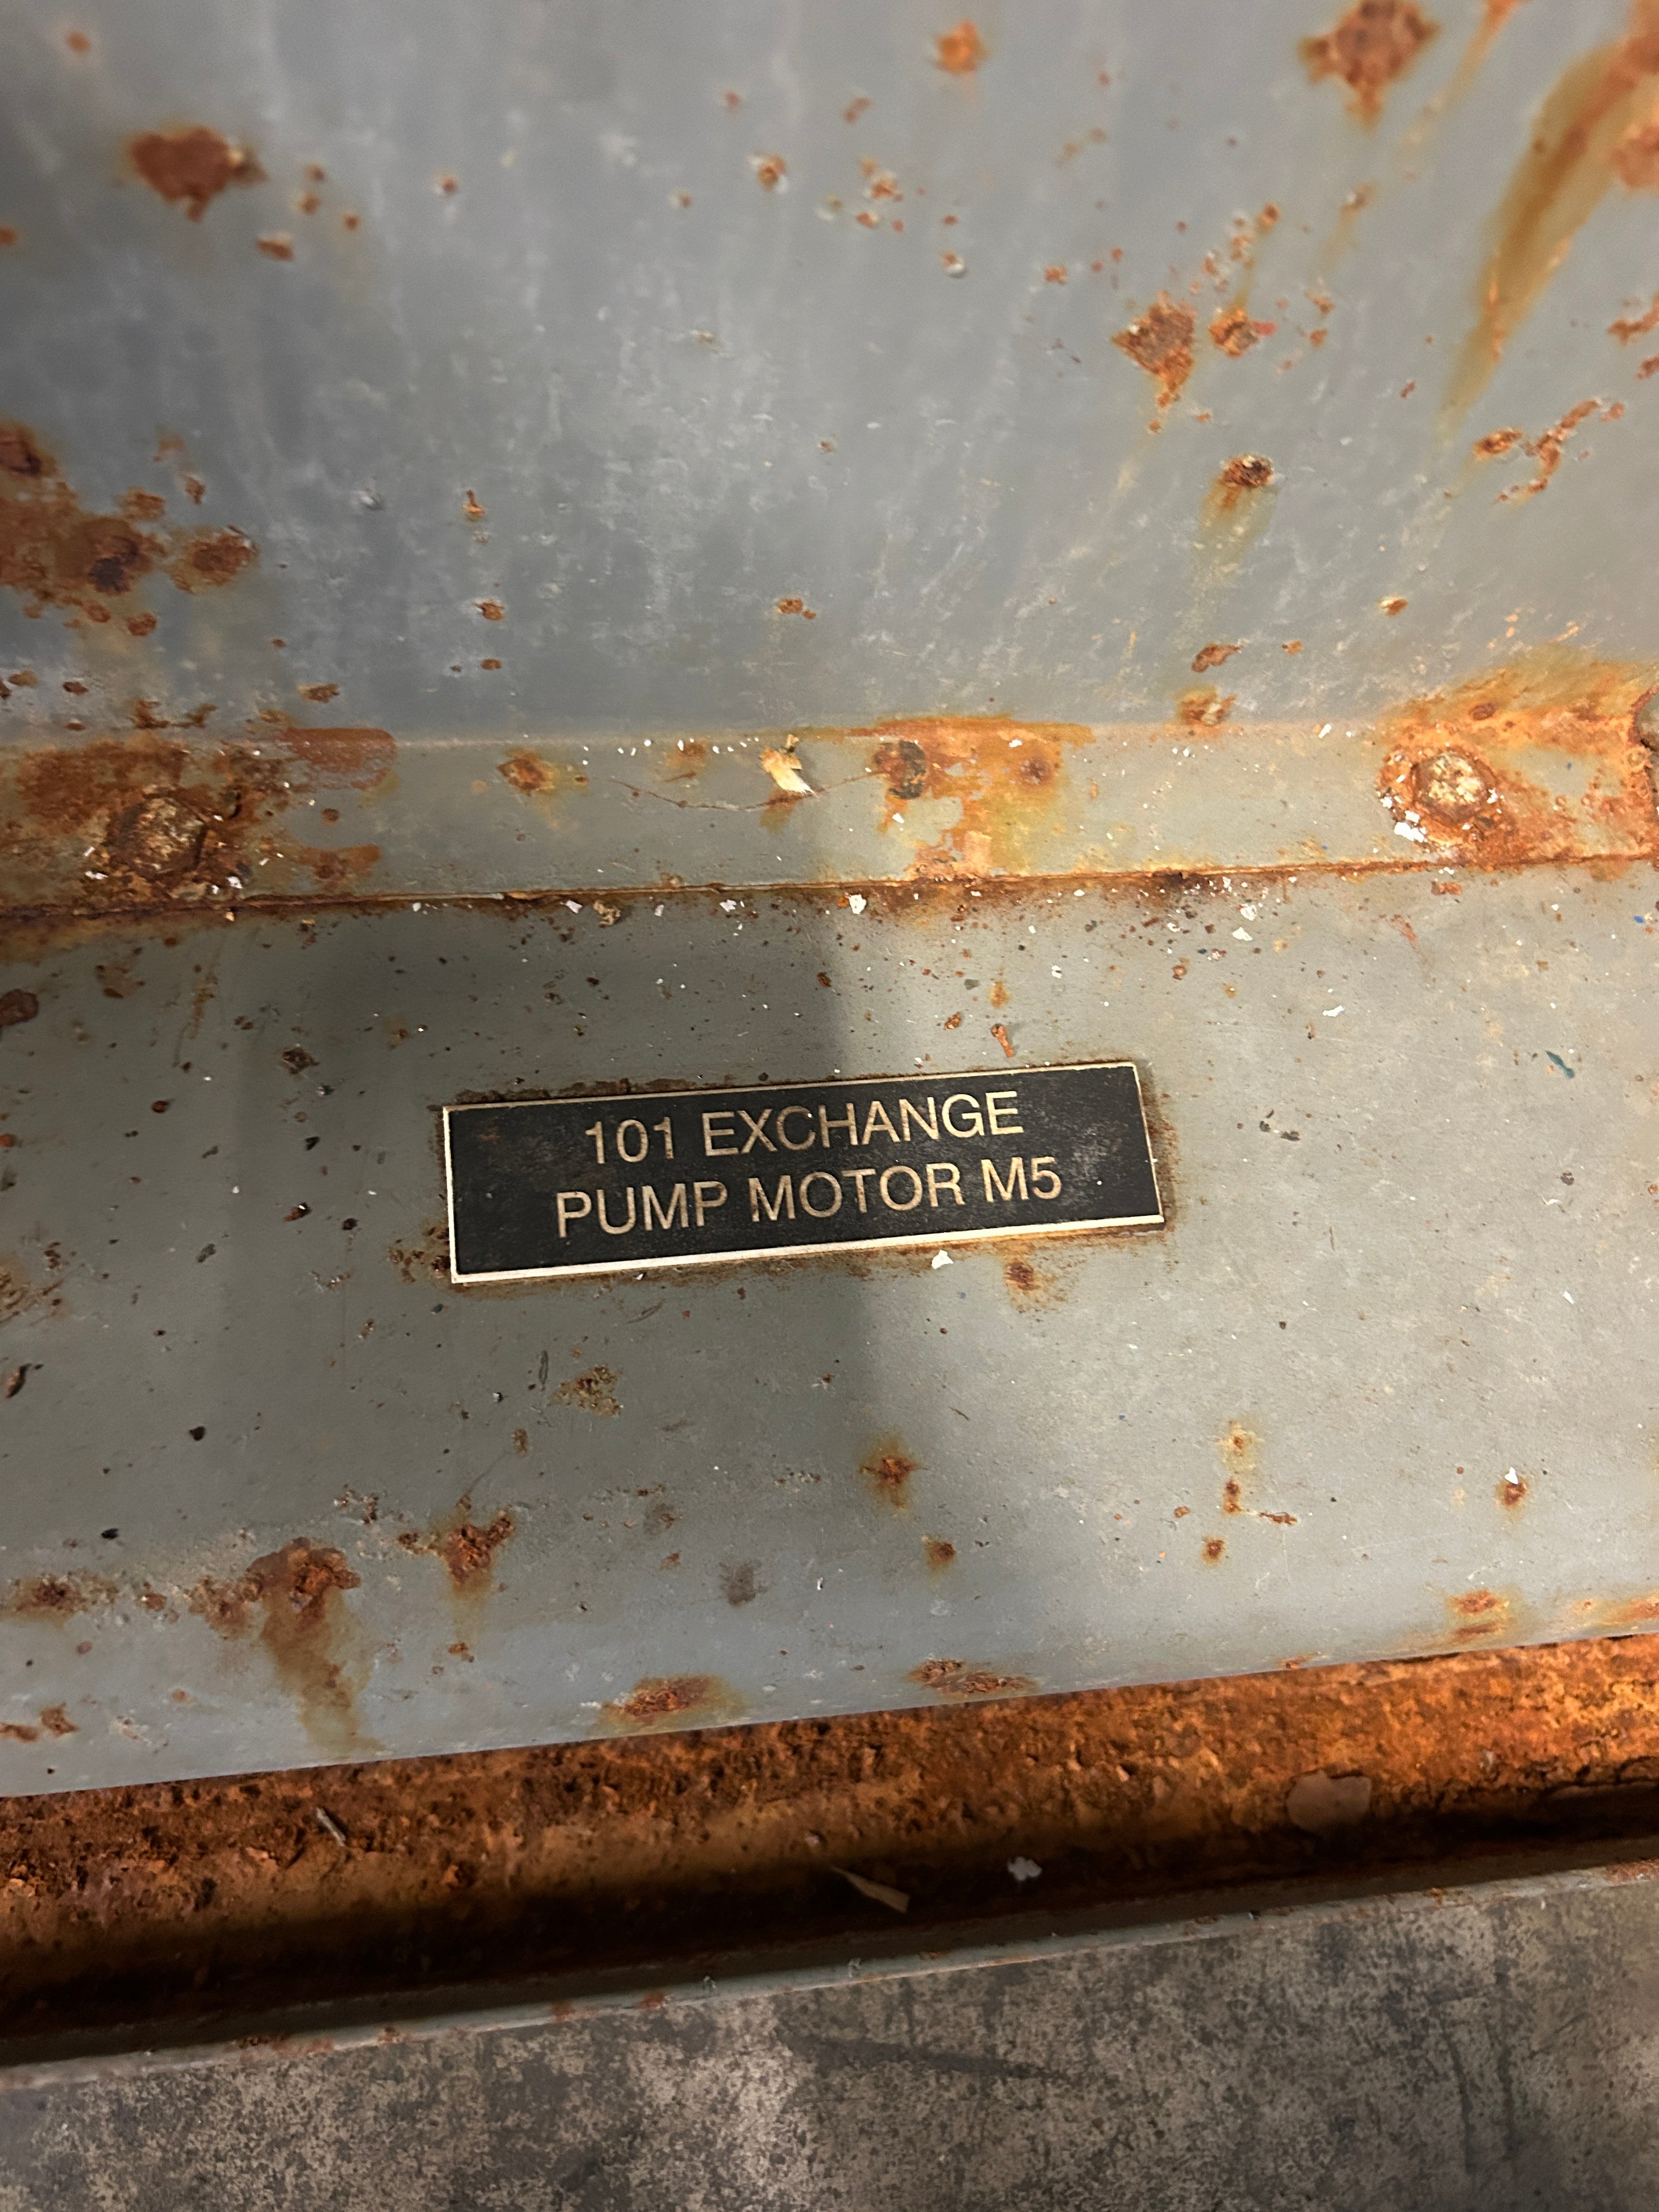 101 EXCHANGE
PUMP MOTOR M5